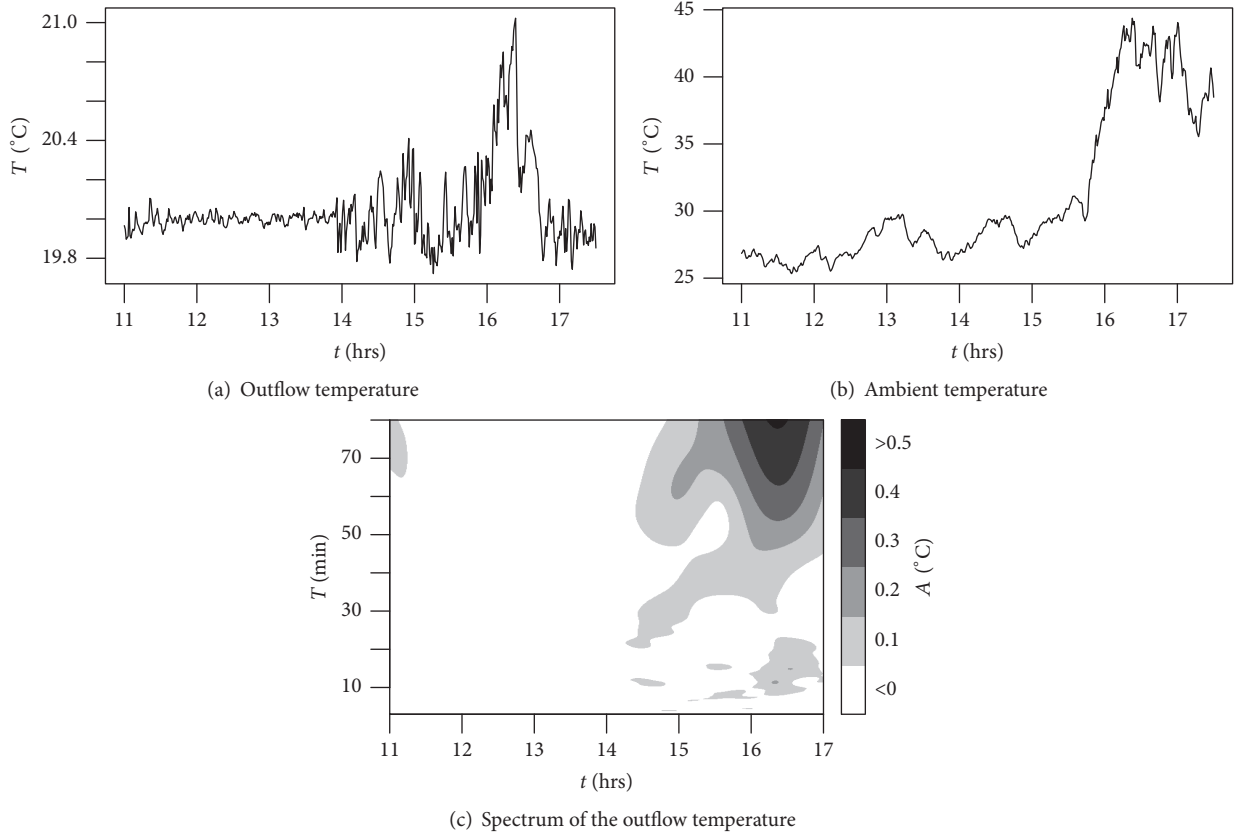 21.0
20.4
19.8
T (°C)
11 12 13 14 15 16 17
t (hrs)
(a) Outflow temperature
45
40
35
30
25
T (°C)
11 12 13 14 15 16 17
t (hrs)
(b) Ambient temperature
70
50
30
10
T (min)
11 12 13 14 15 16 17
t (hrs)
>0.5
0.4
0.3
0.2
0.1
<0
A (°C)
(c) Spectrum of the outflow temperature